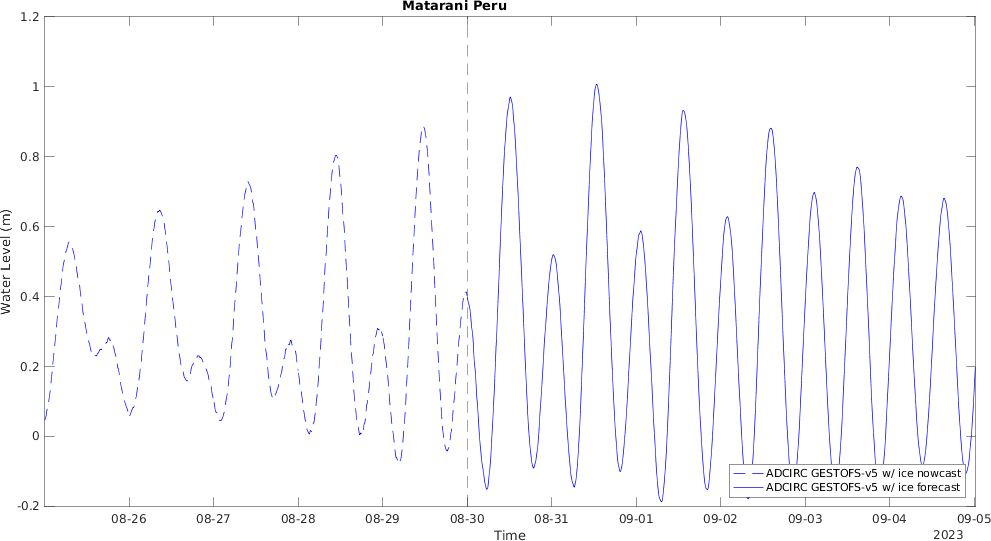 Matarani Peru
1.2
1
0.8
0.6
0.4
0.2
0
-0.2
Water Level (m)
ADCIRC GESTOFS-v5 w/ ice nowcast
ADCIRC GESTOFS-v5 w/ ice forecast
08-26 08-27 08-28 08-29 08-30 08-31 09-01 09-02 09-03 09-04 09-05
Time
2023